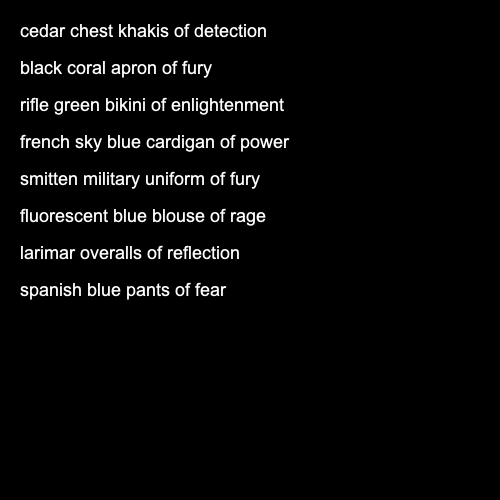 cedar chest khakis of detection
black coral apron of fury
rifle green bikini of enlightenment
french sky blue cardigan of power
smitten military uniform of fury
fluorescent blue blouse of rage
larimar overalls of reflection
spanish blue pants of fear